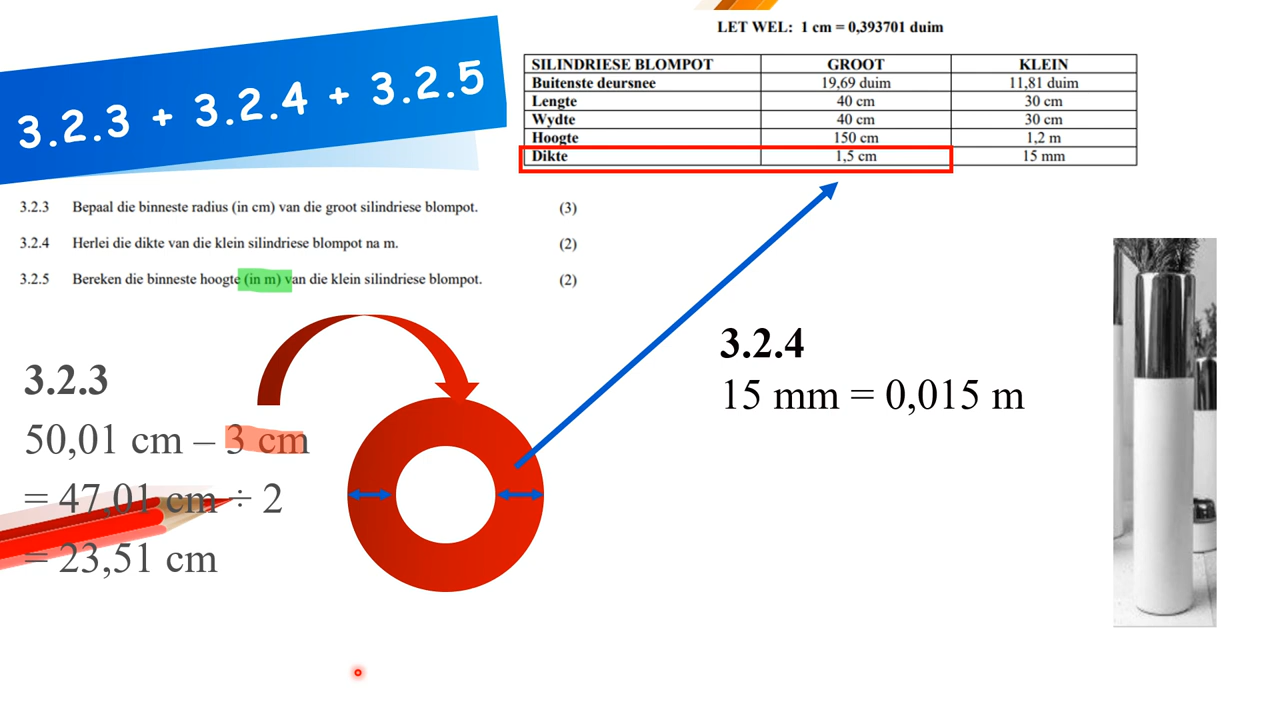 3.2.3 + 3.2.4 + 3.2.5
LET WEL: 1 cm = 0,393701 duim
SILINDRIESE BLOMPOT GROOT KLEIN
Buitenste deursnee 19,69 duim 11,81 duim
Lengte 40 cm 30 cm
Wydte 40 cm 30 cm
Hoogte 150 cm 1,2 m
Dikte 1,5 cm 15 mm
3.2.3 Bepaal die binneste radius (in cm) van die groot silindriese blompot. (3)
3.2.4 Herlei die dikte van die klein silindriese blompot na m. (2)
3.2.5 Bereken die binneste hoogte (in m) van die klein silindriese blompot. (2)
3.2.3
50,01 cm – 3 cm
= 47,01 cm ÷ 2
= 23,51 cm
3.2.4
15 mm = 0,015 m